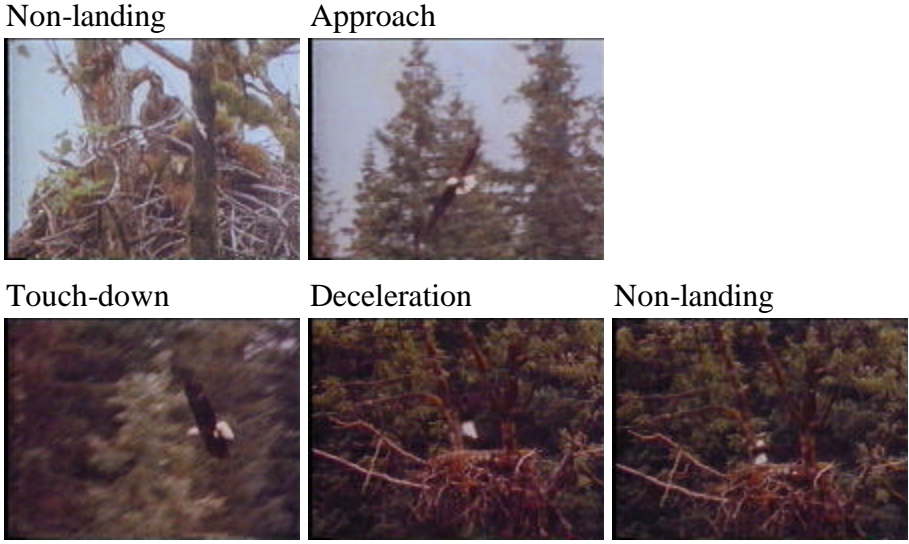 Non-landing
Approach
Touch-down
Deceleration
Non-landing